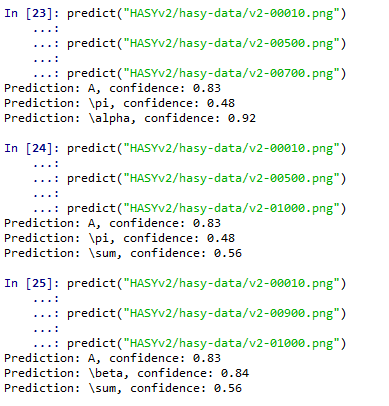 In [23]: predict("HASYv2/hasy-data/v2-00010.png")
...:
...: predict("HASYv2/hasy-data/v2-00500.png")
...:
...: predict("HASYv2/hasy-data/v2-00700.png")
Prediction: A, confidence: 0.83
Prediction: \pi, confidence: 0.48
Prediction: \alpha, confidence: 0.92
In [24]: predict("HASYv2/hasy-data/v2-00010.png")
...:
...: predict("HASYv2/hasy-data/v2-00500.png")
...:
...: predict("HASYv2/hasy-data/v2-01000.png")
Prediction: A, confidence: 0.83
Prediction: \pi, confidence: 0.48
Prediction: \sum, confidence: 0.56
In [25]: predict("HASYv2/hasy-data/v2-00010.png")
...:
...: predict("HASYv2/hasy-data/v2-00900.png")
...:
...: predict("HASYv2/hasy-data/v2-01000.png")
Prediction: A, confidence: 0.83
Prediction: \beta, confidence: 0.84
Prediction: \sum, confidence: 0.56